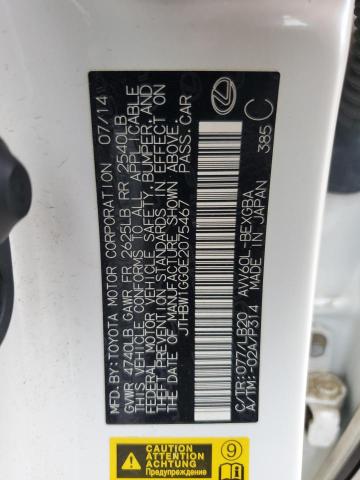 MFD.BY:TOYOTA MOTOR CORPORATION 07/14
GVWR 4740LB GAWR FR 2625LB RR 2540LB
THIS VEHICLE CONFORMS TO ALL APPLICABLE
FEDERAL MOTOR VEHICLE SAFETY, BUMPER, AND
THEFT PREVENTION STANDARDS IN EFFECT ON
THE DATE OF MANUFACTURE SHOWN ABOVE.
JTHBW1GG0E2075467 PASS.CAR
C/TR:077/LB20 AVV60L-BEXGBA
A/TM:-02A/P314 MADE IN JAPAN
385 C
CAUTION
ACHTUNG
ATTENTION
Предупреждение
9